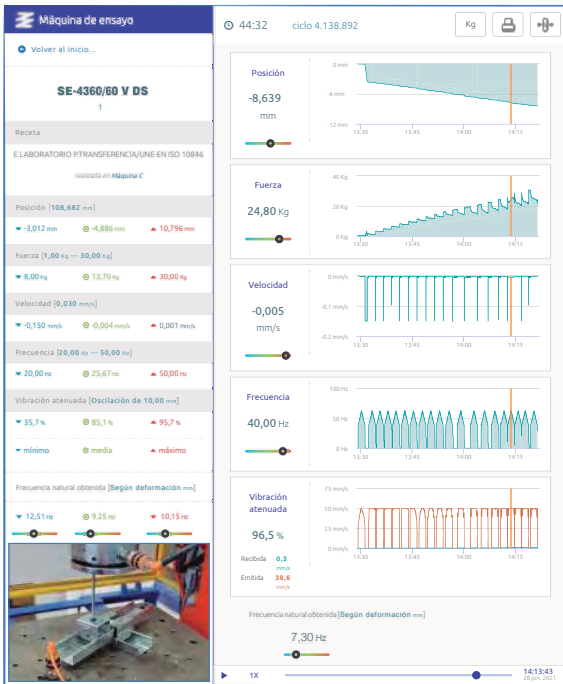 Máquina de ensayo
Volver al inicio...
SE-4360/60 V DS
1
Receta
E.LABORATORIO P.TRANSFERENCIA/UNE-EN ISO 10846
realizada en: Máquina C
Posición [108,682 mm]
-3,012 mm -4,886 mm 10,796 mm
Fuerza [1,00 Kg — 30,00 Kg]
8,00 Kg 13,70 Kg 30,00 Kg
Velocidad [0,030 mm/s]
-0,150 mm/s -0,004 mm/s 0,001 mm/s
Frecuencia [20,00 Hz — 50,00 Hz]
20,00 Hz 25,67 Hz 50,00 Hz
Vibración atenuada [Oscilación de 10,00 mm]
35,7 % 85,1 % 95,7 %
mínimo media máximo
Frecuencia natural obtenida [Según deformación mm]
12,51 Hz 9,25 Hz 10,15 Hz
44:32 ciclo 4.138.892 Kg
Posición
-8,639
mm
0 mm
-6 mm
-12 mm
13:30 13:45 14:00 14:15
Fuerza
24,80 Kg
40 Kg
20 Kg
0 Kg
13:30 13:45 14:00 14:15
Velocidad
-0,005
mm/s
0 mm/s
-0.1 mm/s
-0.2 mm/s
13:30 13:45 14:00 14:15
Frecuencia
40,00 Hz
100 Hz
50 Hz
0 Hz
13:30 13:45 14:00 14:15
Vibración
atenuada
96,5 %
Recibida 0,3
mm/s
Emitida 38,6
mm/s
75 mm/s
50 mm/s
25 mm/s
0 mm/s
13:30 13:45 14:00 14:15
Frecuencia natural obtenida [Según deformación mm]
7,30 Hz
1X
14:13:43
28 jun. 2021